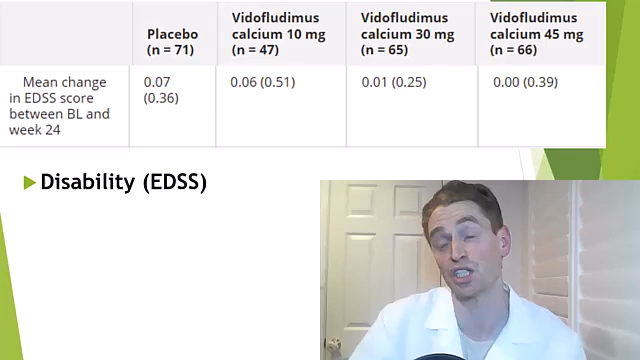 Placebo
(n = 71)
Vidofludimus
calcium 10 mg
(n = 47)
Vidofludimus
calcium 30 mg
(n = 65)
Vidofludimus
calcium 45 mg
(n = 66)
Mean change
in EDSS score
between BL and
week 24
0.07
(0.36)
0.06 (0.51)
0.01 (0.25)
0.00 (0.39)
Disability (EDSS)